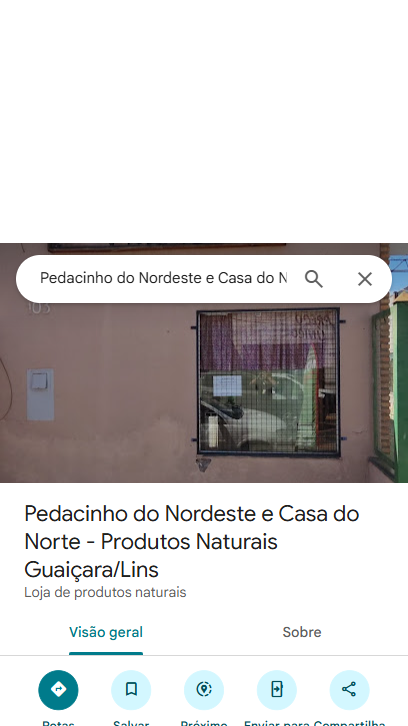 Pedacinho do Nordeste e Casa do N
103
Pedacinho do Nordeste e Casa do
Norte - Produtos Naturais
Guaiçara/Lins
Loja de produtos naturais
Visão geral
Sobre
Rotas
Salvar
Próximo
Enviar para
Compartilha